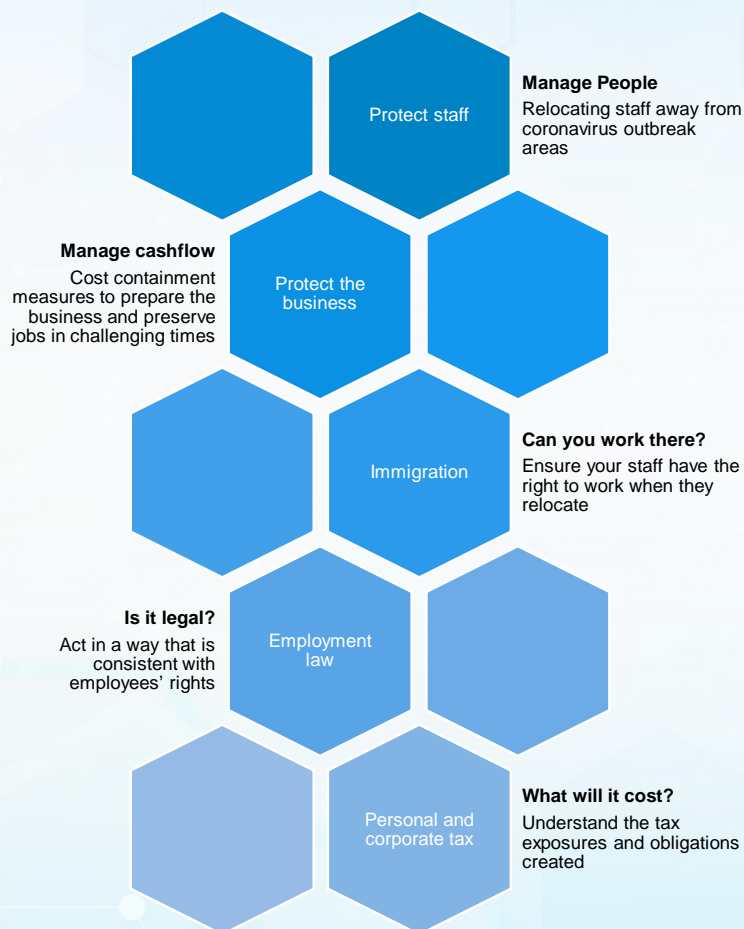 Protect staff
Manage People
Relocating staff away from
coronavirus outbreak
areas
Manage cashflow
Cost containment
measures to prepare the
business and preserve
jobs in challenging times
Protect the
business
Immigration
Can you work there?
Ensure your staff have the
right to work when they
relocate
Is it legal?
Act in a way that is
consistent with
employees’ rights
Employment
law
Personal and
corporate tax
What will it cost?
Understand the tax
exposures and obligations
created